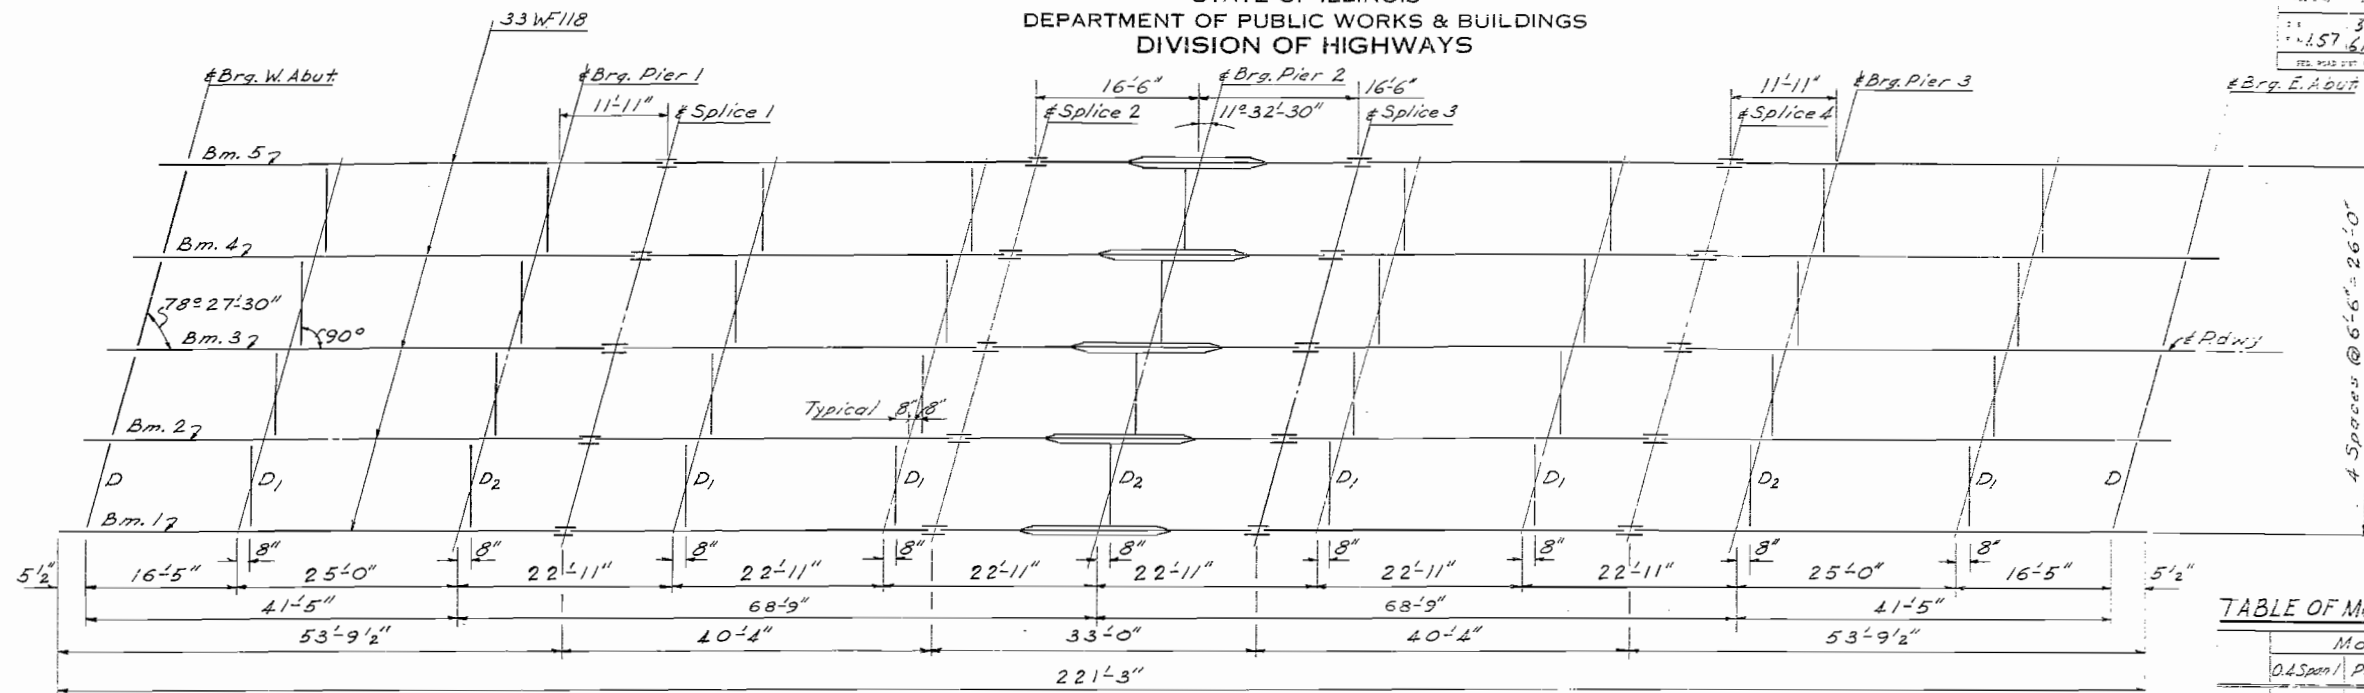 STATE OF ILLINOIS
DEPARTMENT OF PUBLIC WORKS & BUILDINGS
DIVISION OF HIGHWAYS
33 WF 118
℄ Brg. W. Abut
℄ Brg. Pier 1
11'-11"
℄ Splice 1
16'-6"
℄ Splice 2
℄ Brg. Pier 2
11°-32'-30"
16'-6"
℄ Splice 3
11'-11"
℄ Splice 4
℄ Brg. Pier 3
℄ Brg. E. Abut.
Bm. 5
Bm. 4
78°-27'-30"
Bm. 3
90°
℄ Rdwy
4 Spaces @ 6'-6" = 26'-0"
Typical 8" 8"
Bm. 2
D D1 D2 D1 D1 D2 D1 D1 D2 D1 D
Bm. 1
8" 8" 8" 8" 8" 8" 8" 8" 8"
5½" 16'-5" 25'-0" 22'-11" 22'-11" 22'-11" 22'-11" 22'-11" 22'-11" 25'-0" 16'-5" 5½"
41'-5" 68'-9" 68'-9" 41'-5"
53'-9½" 40'-4" 33'-0" 40'-4" 53'-9½"
221'-3"
TABLE OF
0.4 Span 1